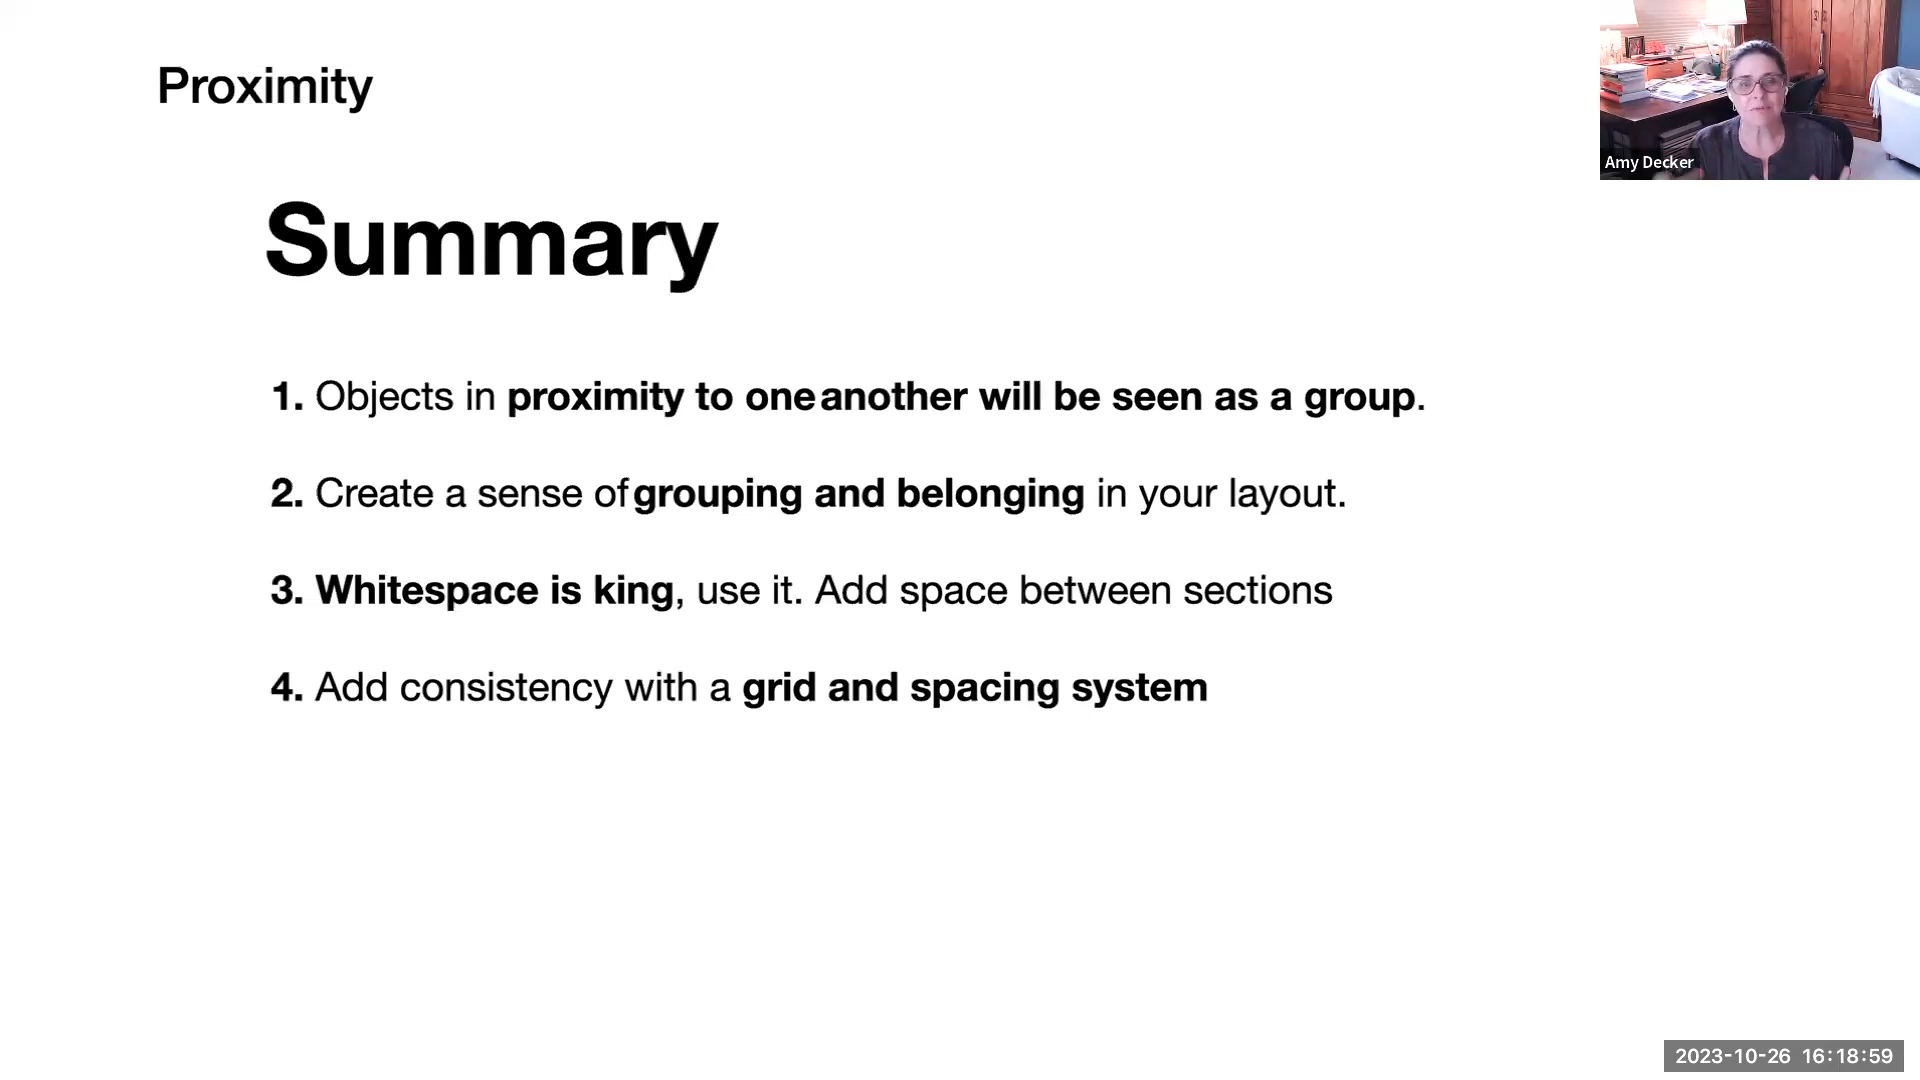 Proximity
Amy Decker
Summary
1. Objects in proximity to one another will be seen as a group.
2. Create a sense of grouping and belonging in your layout.
3. Whitespace is king, use it. Add space between sections
4. Add consistency with a grid and spacing system
2023-10-26 16:18:59